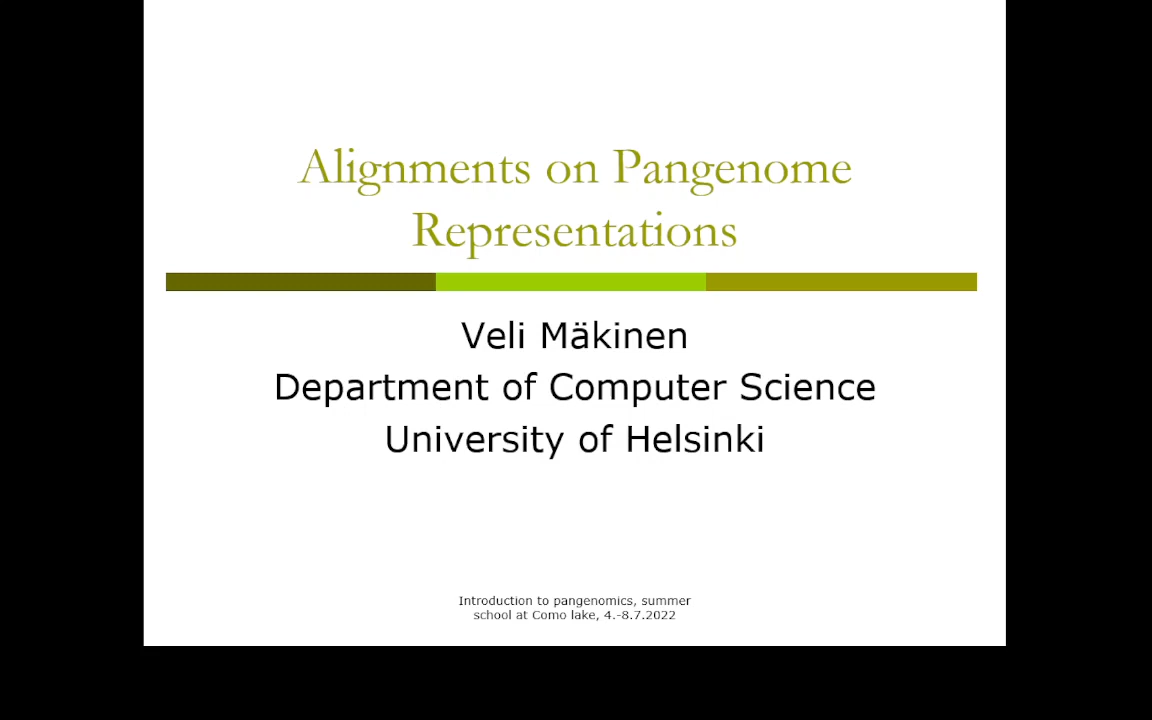 Alignments on Pangenome
Representations
Veli Mäkinen
Department of Computer Science
University of Helsinki
Introduction to pangenomics, summer
school at Como lake, 4.-8.7.2022